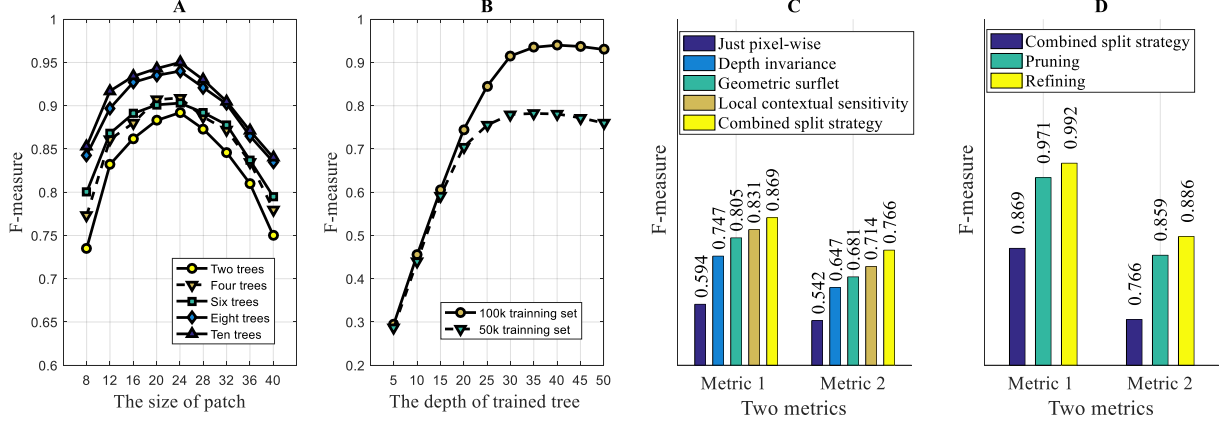 A
F-measure
1
0.95
0.9
0.85
0.8
0.75
0.7
0.65
0.6
Two trees
Four trees
Six trees
Eight trees
Ten trees
8 12 16 20 24 28 32 36 40
The size of patch
B
F-measure
1
0.9
0.8
0.7
0.6
0.5
0.4
0.3
0.2
100k trainning set
50k trainning set
5 10 15 20 25 30 35 40 45 50
The depth of trained tree
C
F-measure
Just pixel-wise
Depth invariance
Geometric surflet
Local contextual sensitivity
Combined split strategy
0.594
0.747
0.805
0.831
0.869
0.542
0.647
0.681
0.714
0.766
Metric 1 Metric 2
Two metrics
D
F-measure
Combined split strategy
Pruning
Refining
0.869
0.971
0.992
0.766
0.859
0.886
Metric 1 Metric 2
Two metrics